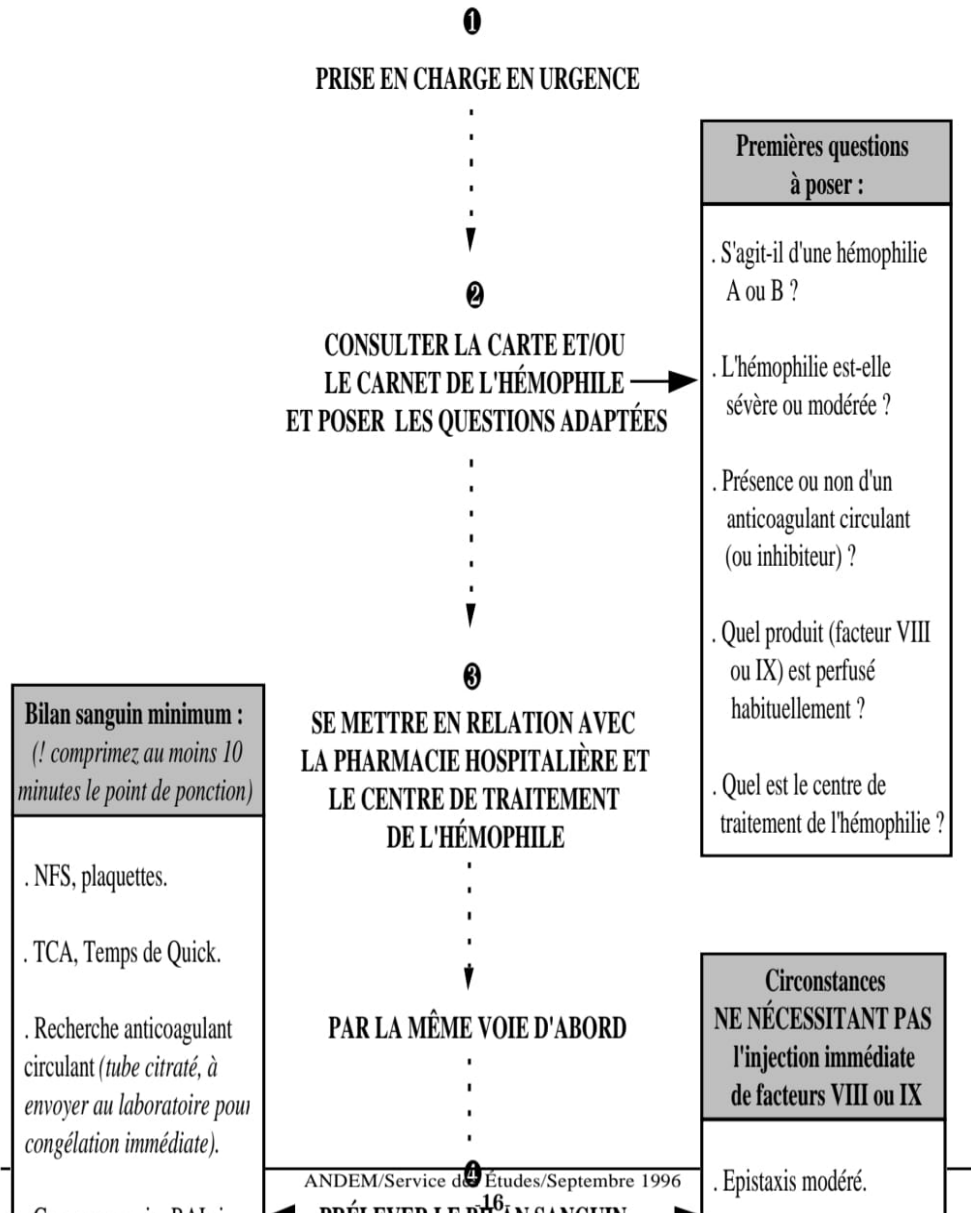 ❶
PRISE EN CHARGE EN URGENCE
Premières questions
à poser :
. S'agit-il d'une hémophilie
A ou B ?
. L'hémophilie est-elle
sévère ou modérée ?
. Présence ou non d'un
anticoagulant circulant
(ou inhibiteur) ?
. Quel produit (facteur VIII
ou IX) est perfusé
habituellement ?
. Quel est le centre de
traitement de l'hémophilie ?
❷
CONSULTER LA CARTE ET/OU
LE CARNET DE L'HÉMOPHILE
ET POSER LES QUESTIONS ADAPTÉES
❸
SE METTRE EN RELATION AVEC
LA PHARMACIE HOSPITALIÈRE ET
LE CENTRE DE TRAITEMENT
DE L'HÉMOPHILE
Bilan sanguin minimum :
(! comprimez au moins 10
minutes le point de ponction)
. NFS, plaquettes.
. TCA, Temps de Quick.
. Recherche anticoagulant
circulant (tube citraté, à
envoyer au laboratoire pour
congélation immédiate).
PAR LA MÊME VOIE D'ABORD
Circonstances
NE NÉCESSITANT PAS
l'injection immédiate
de facteurs VIII ou IX
. Epistaxis modéré.
❹
ANDEM/Service des Études/Septembre 1996
-16-
PRÉLEVER LE BILAN SANGUIN